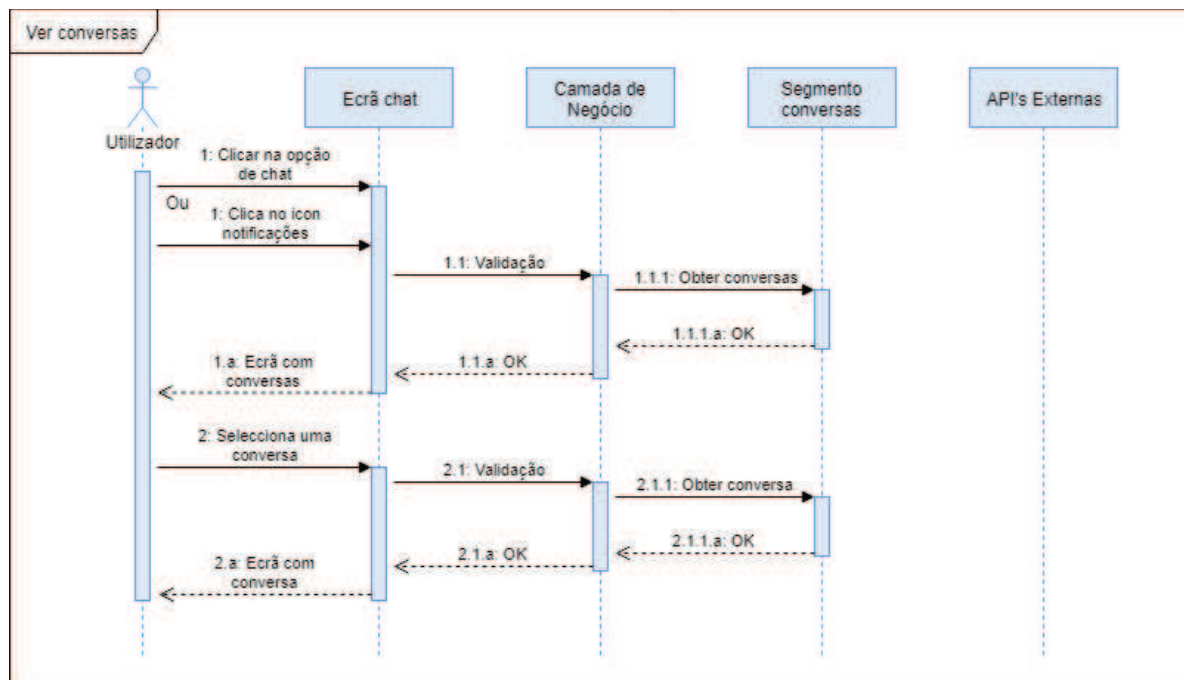 Ver conversas
Utilizador
Ecrã chat
Camada de
Negócio
Segmento
conversas
API's Externas
1: Clicar na opção
de chat
Ou
1: Clica no icon
notificações
1.1: Validação
1.1.1: Obter conversas
1.1.1.a: OK
1.1.a: OK
1.a: Ecrã com
conversas
2: Selecciona uma
conversa
2.1: Validação
2.1.1: Obter conversa
2.1.1.a: OK
2.1.a: OK
2.a: Ecrã com
conversa